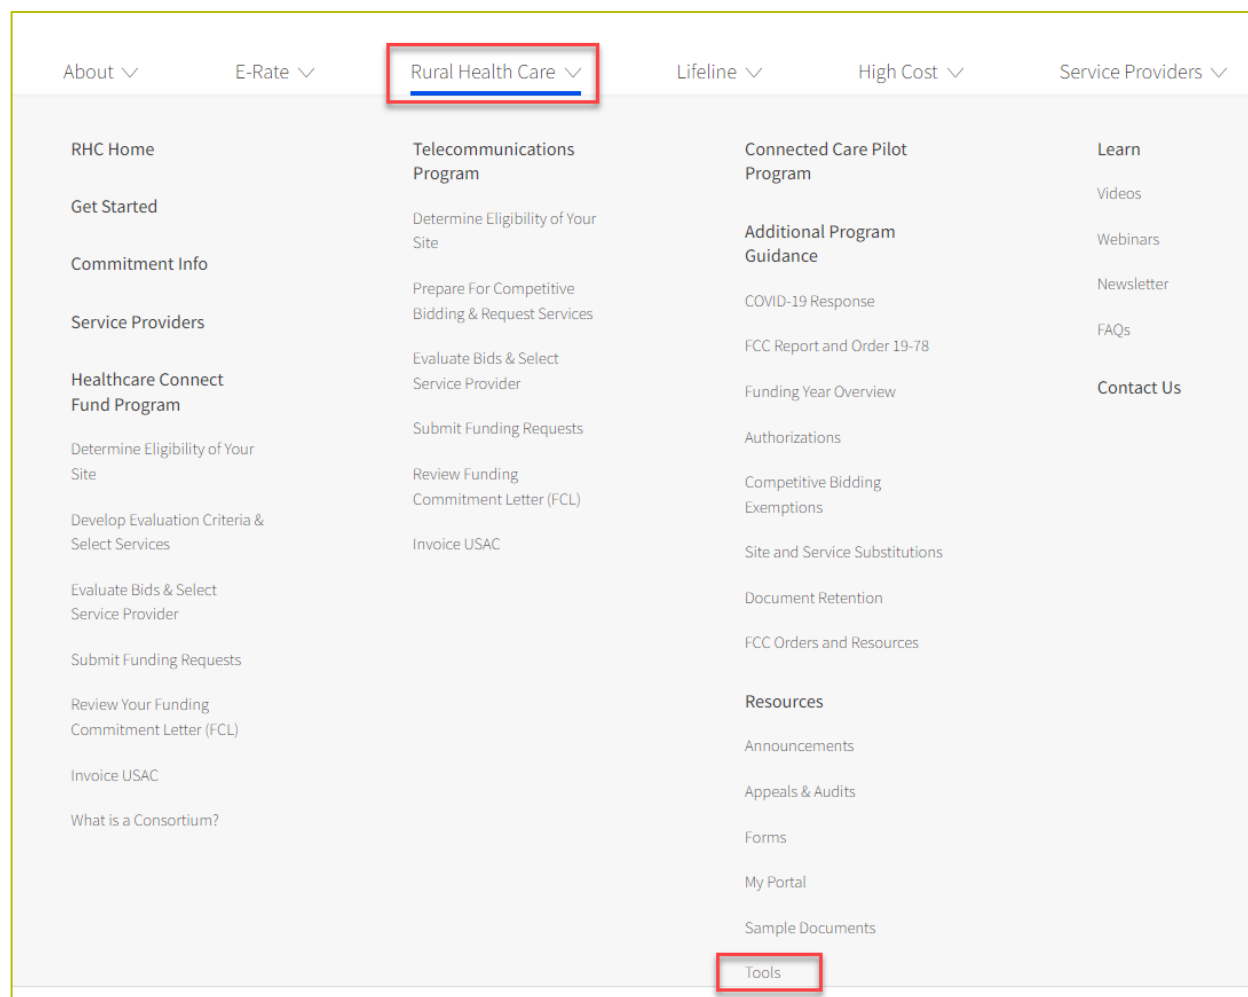 About
E-Rate
Rural Health Care
Lifeline
High Cost
Service Providers
RHC Home
Get Started
Commitment Info
Service Providers
Healthcare Connect
Fund Program
Determine Eligibility of Your
Site
Develop Evaluation Criteria &
Select Services
Evaluate Bids & Select
Service Provider
Submit Funding Requests
Review Your Funding
Commitment Letter (FCL)
Invoice USAC
What is a Consortium?
Telecommunications
Program
Determine Eligibility of Your
Site
Prepare For Competitive
Bidding & Request Services
Evaluate Bids & Select
Service Provider
Submit Funding Requests
Review Funding
Commitment Letter (FCL)
Invoice USAC
Connected Care Pilot
Program
Additional Program
Guidance
COVID-19 Response
FCC Report and Order 19-78
Funding Year Overview
Authorizations
Competitive Bidding
Exemptions
Site and Service Substitutions
Document Retention
FCC Orders and Resources
Resources
Announcements
Appeals & Audits
Forms
My Portal
Sample Documents
Tools
Learn
Videos
Webinars
Newsletter
FAQs
Contact Us